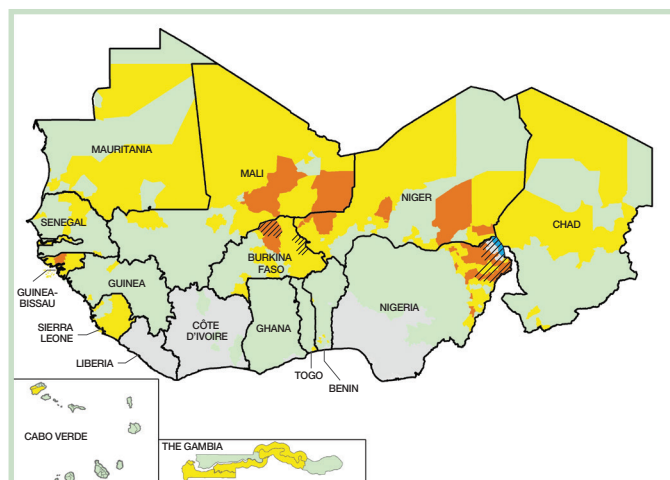 MAURITANIA
MALI
NIGER
CHAD
SENEGAL
BURKINA
FASO
GUINEA-
BISSAU
GUINEA
SIERRA
LEONE
LIBERIA
CÔTE
D'IVOIRE
GHANA
TOGO
BENIN
NIGERIA
CABO VERDE
THE GAMBIA